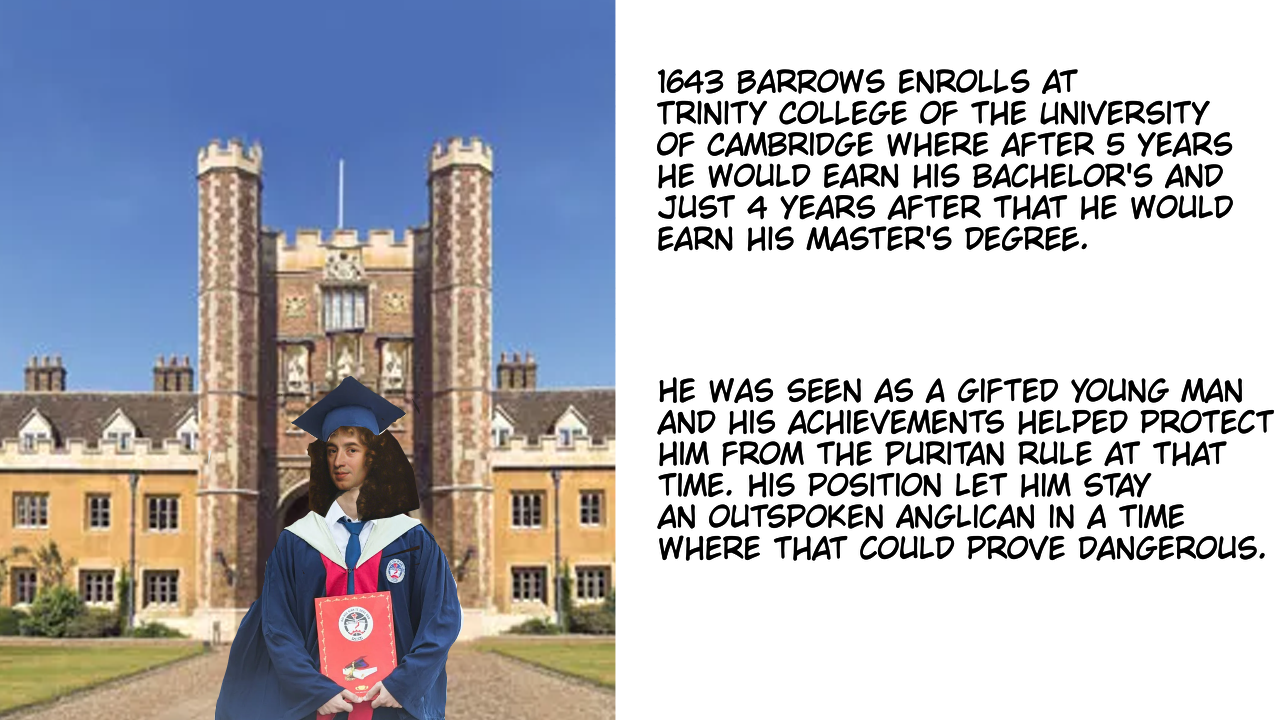 1643 BARROWS ENROLLS AT
TRINITY COLLEGE OF THE UNIVERSITY
OF CAMBRIDGE WHERE AFTER 5 YEARS
HE WOULD EARN HIS BACHELOR'S AND
JUST 4 YEARS AFTER THAT HE WOULD
EARN HIS MASTER'S DEGREE.
HE WAS SEEN AS A GIFTED YOUNG MAN
AND HIS ACHIEVEMENTS HELPED PROTECT
HIM FROM THE PURITAN RULE AT THAT
TIME. HIS POSITION LET HIM STAY
AN OUTSPOKEN ANGLICAN IN A TIME
WHERE THAT COULD PROVE DANGEROUS.